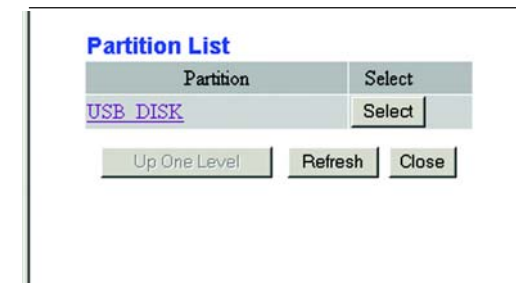 Partition List
Partition Select
USB DISK Select
Up One Level Refresh Close